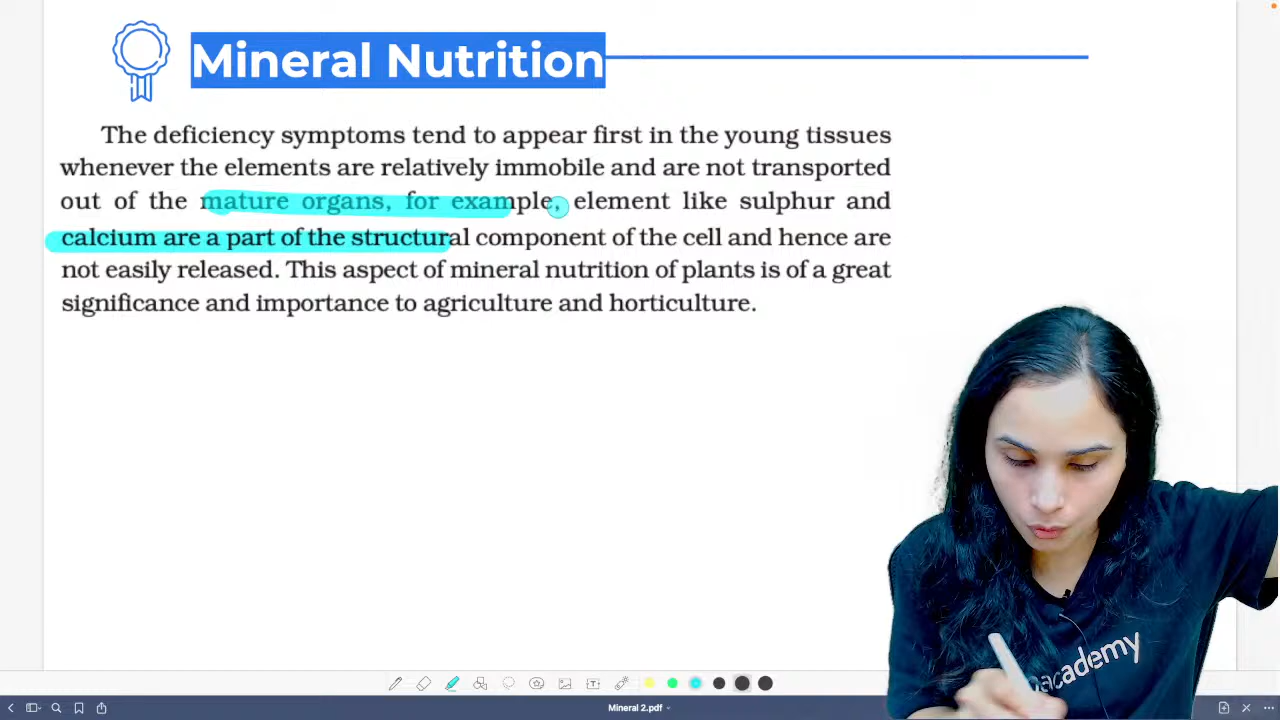 Mineral Nutrition
The deficiency symptoms tend to appear first in the young tissues
whenever the elements are relatively immobile and are not transported
out of the mature organs, for example, element like sulphur and
calcium are a part of the structural component of the cell and hence are
not easily released. This aspect of mineral nutrition of plants is of a great
significance and importance to agriculture and horticulture.
academy
Mineral 2.pdf